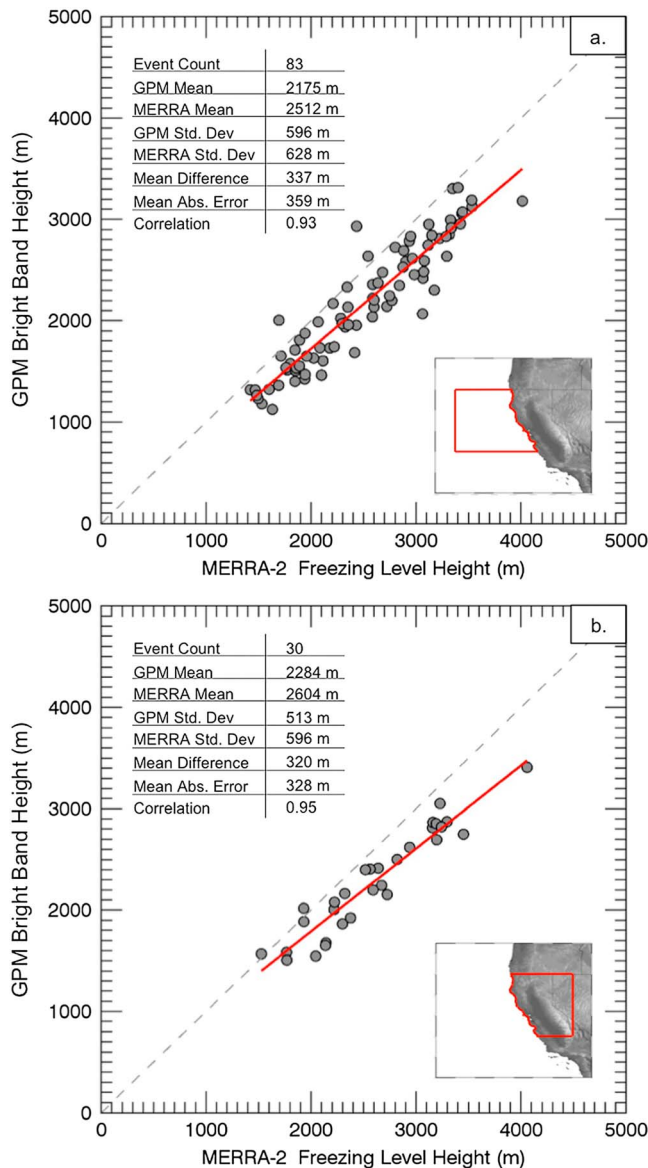 5000
a.
Event Count 83
GPM Mean 2175 m
MERRA Mean 2512 m
GPM Std. Dev 596 m
MERRA Std. Dev 628 m
Mean Difference 337 m
Mean Abs. Error 359 m
Correlation 0.93
4000
3000
2000
1000
0
GPM Bright Band Height (m)
0 1000 2000 3000 4000 5000
MERRA-2 Freezing Level Height (m)
5000
b.
Event Count 30
GPM Mean 2284 m
MERRA Mean 2604 m
GPM Std. Dev 513 m
MERRA Std. Dev 596 m
Mean Difference 320 m
Mean Abs. Error 328 m
Correlation 0.95
4000
3000
2000
1000
0
GPM Bright Band Height (m)
0 1000 2000 3000 4000 5000
MERRA-2 Freezing Level Height (m)